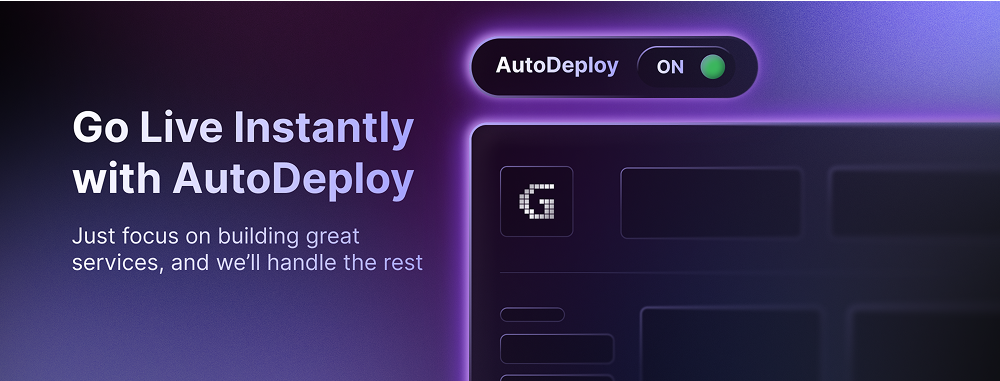 AutoDeploy ON
Go Live Instantly
with AutoDeploy
Just focus on building great
services, and we’ll handle the rest
G